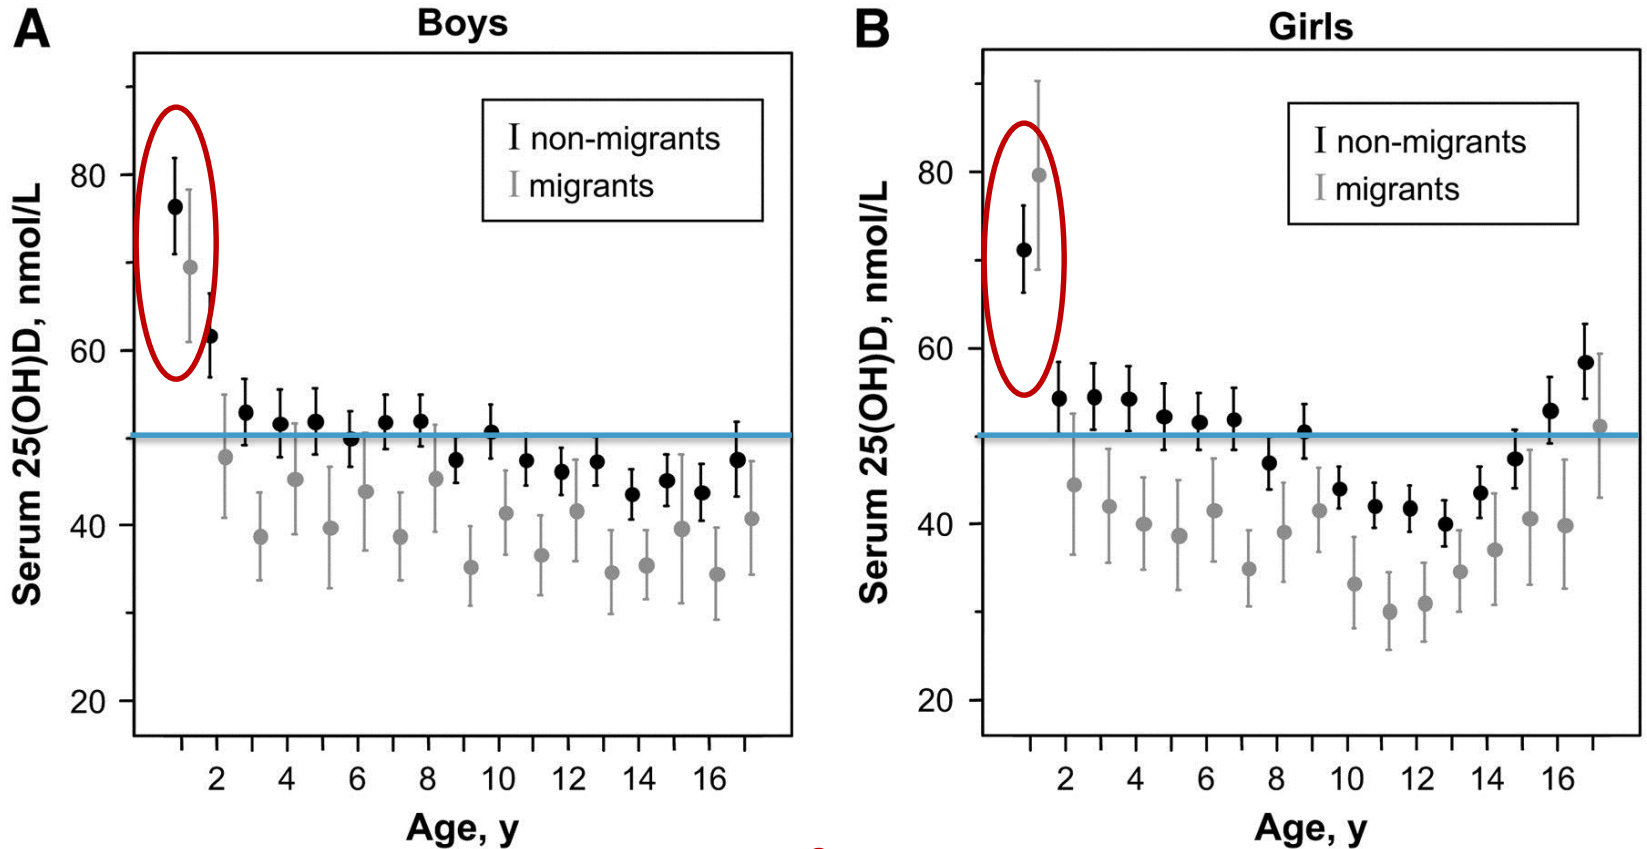 A
Boys
I non-migrants
I migrants
80
60
40
20
Serum 25(OH)D, nmol/L
2 4 6 8 10 12 14 16
Age, y
B
Girls
I non-migrants
I migrants
80
60
40
20
Serum 25(OH)D, nmol/L
2 4 6 8 10 12 14 16
Age, y